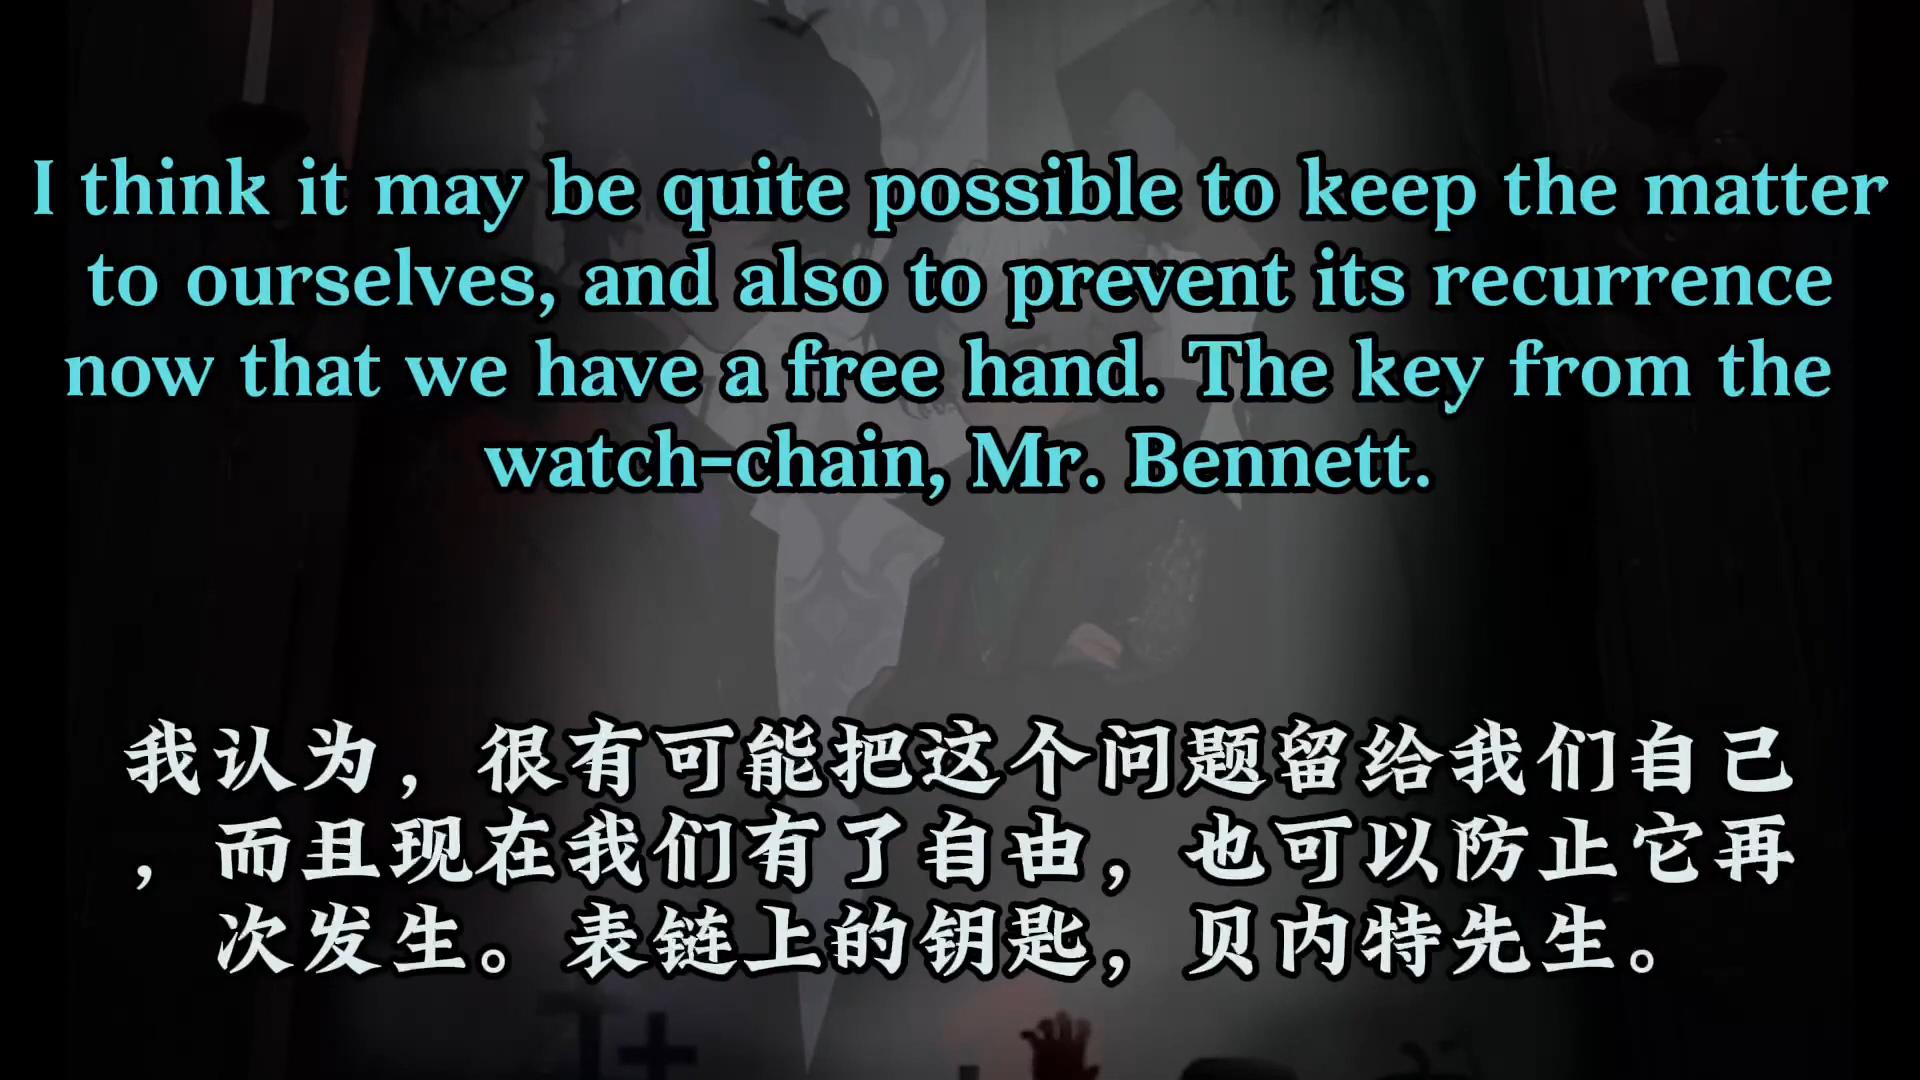 I think it may be quite possible to keep the matter
to ourselves, and also to prevent its recurrence
now that we have a free hand. The key from the
watch-chain, Mr. Bennett.
我认为，很有可能把这个问题留给我们自己
，而且现在我们有了自由，也可以防止它再
次发生。表链上的钥匙，贝内特先生。